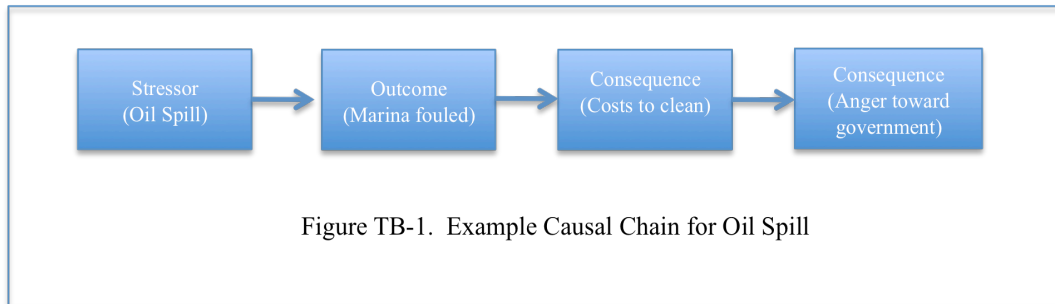 Stressor
(Oil Spill)
Outcome
(Marina fouled)
Consequence
(Costs to clean)
Consequence
(Anger toward
government)
Figure TB-1.  Example Causal Chain for Oil Spill